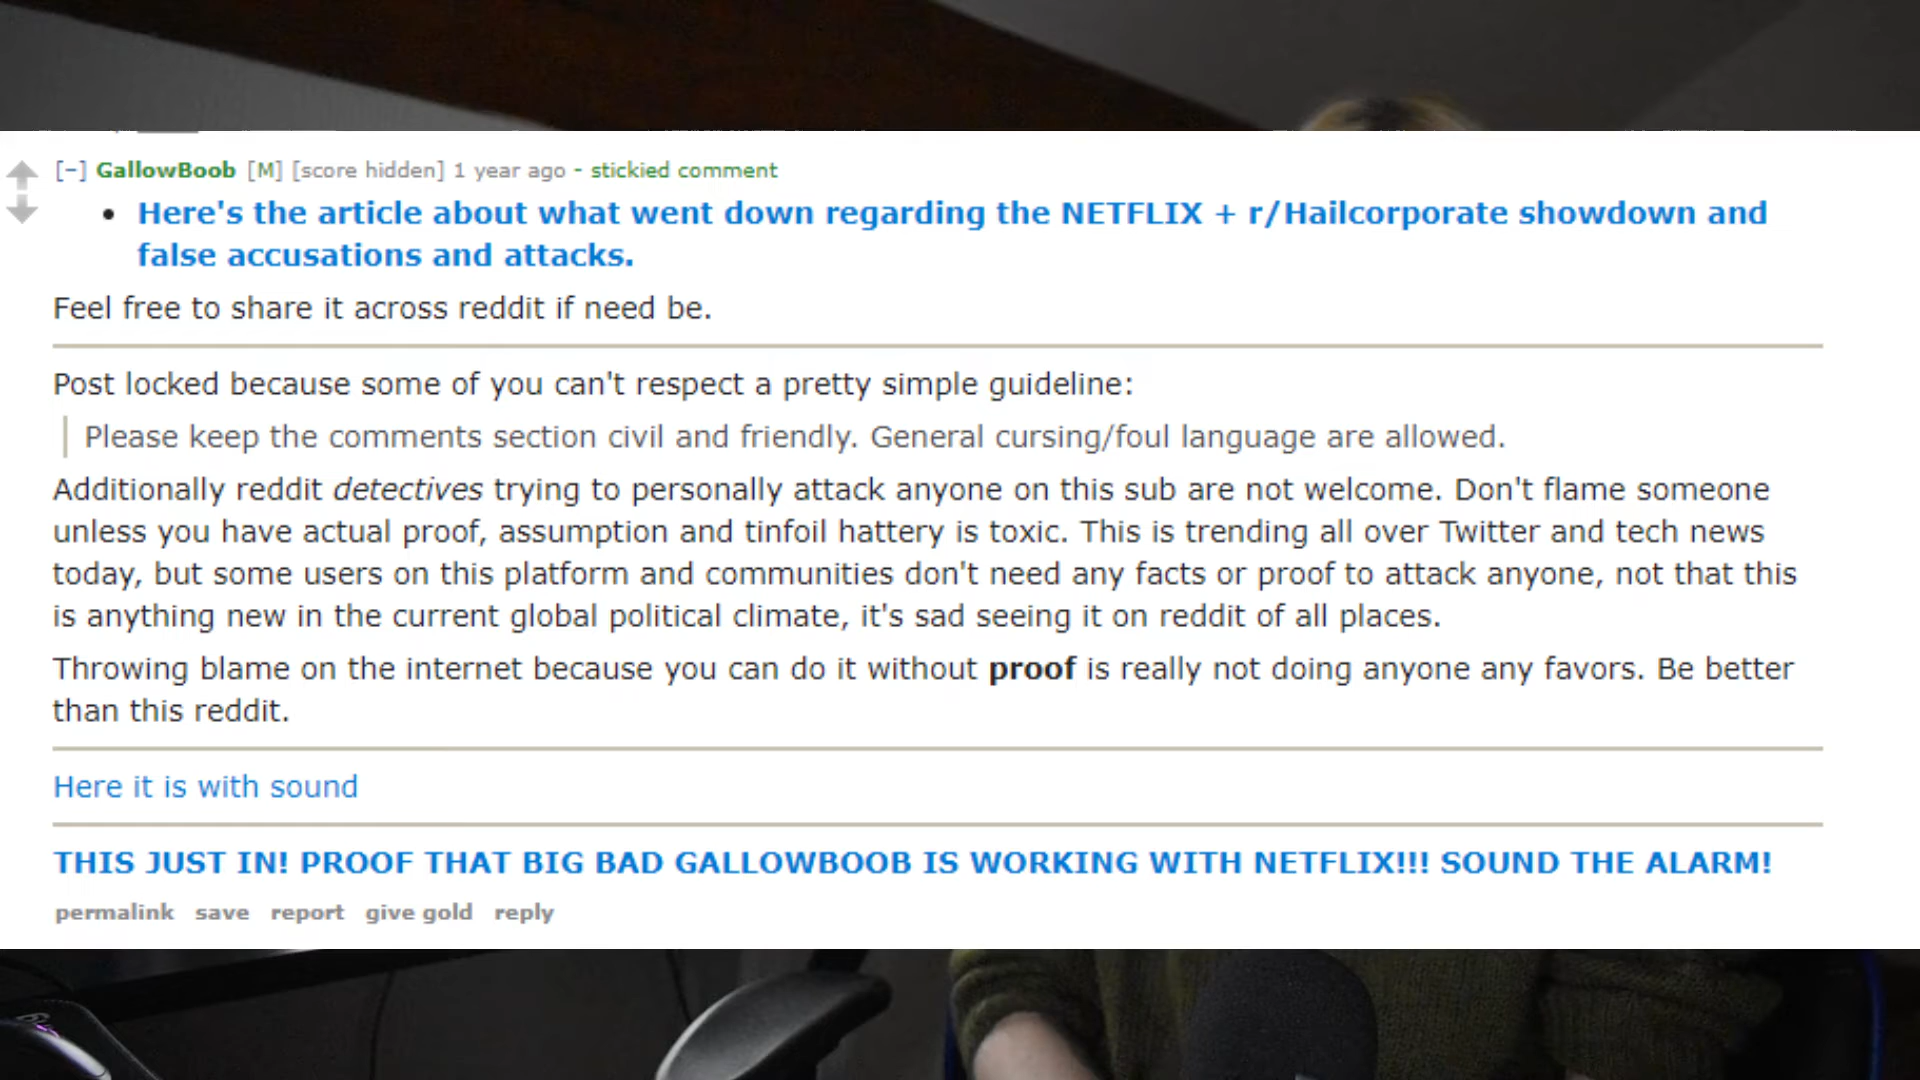 [–] GallowBoob [M] [score hidden] 1 year ago - stickied comment
• Here's the article about what went down regarding the NETFLIX + r/Hailcorporate showdown and
false accusations and attacks.
Feel free to share it across reddit if need be.
Post locked because some of you can't respect a pretty simple guideline:
Please keep the comments section civil and friendly. General cursing/foul language are allowed.
Additionally reddit detectives trying to personally attack anyone on this sub are not welcome. Don't flame someone
unless you have actual proof, assumption and tinfoil hattery is toxic. This is trending all over Twitter and tech news
today, but some users on this platform and communities don't need any facts or proof to attack anyone, not that this
is anything new in the current global political climate, it's sad seeing it on reddit of all places.
Throwing blame on the internet because you can do it without proof is really not doing anyone any favors. Be better
than this reddit.
Here it is with sound
THIS JUST IN! PROOF THAT BIG BAD GALLOWBOOB IS WORKING WITH NETFLIX!!! SOUND THE ALARM!
permalink save report give gold reply